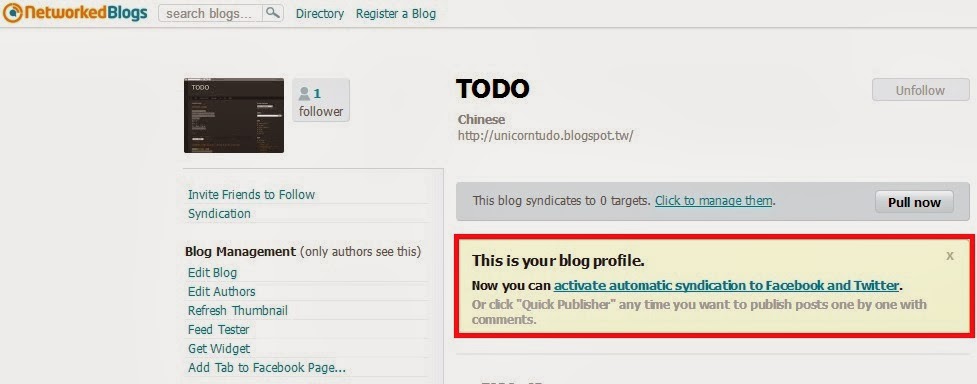 NetworkedBlogs search blogs... Directory Register a Blog
TODO
1
follower
TODO
Unfollow
Chinese
http://unicorntudo.blogspot.tw/
Invite Friends to Follow
Syndication
Blog Management (only authors see this)
Edit Blog
Edit Authors
Refresh Thumbnail
Feed Tester
Get Widget
Add Tab to Facebook Page...
This blog syndicates to 0 targets. Click to manage them.
Pull now
This is your blog profile.
x
Now you can activate automatic syndication to Facebook and Twitter.
Or click "Quick Publisher" any time you want to publish posts one by one with
comments.